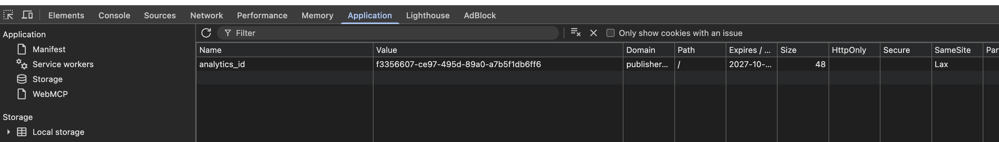 Elements Console Sources Network Performance Memory Application Lighthouse AdBlock
Application
Manifest
Service workers
Storage
WebMCP
Storage
Local storage
Filter Only show cookies with an issue
Name Value Domain Path Expires / ... Size HttpOnly Secure SameSite Par
analytics_id f3356607-ce97-495d-89a0-a7b5f1db6ff6 publisher... / 2027-10-... 48 Lax